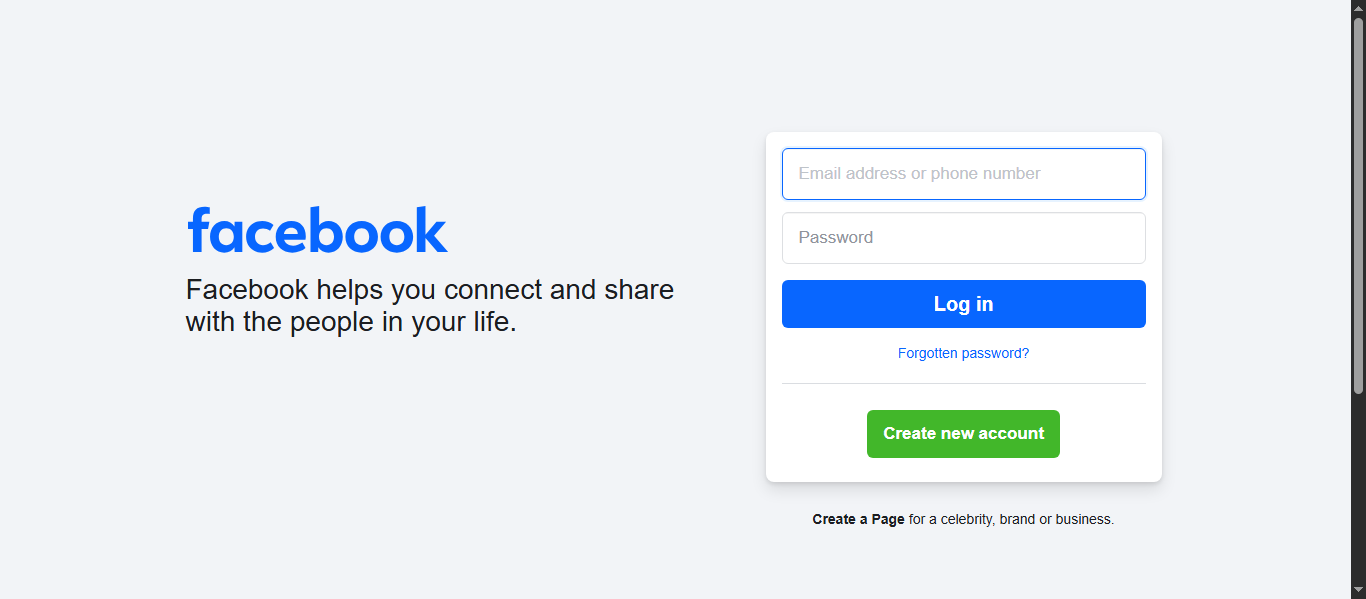 facebook
Facebook helps you connect and share
with the people in your life.
Email address or phone number
Password
Log in
Forgotten password?
Create new account
Create a Page for a celebrity, brand or business.